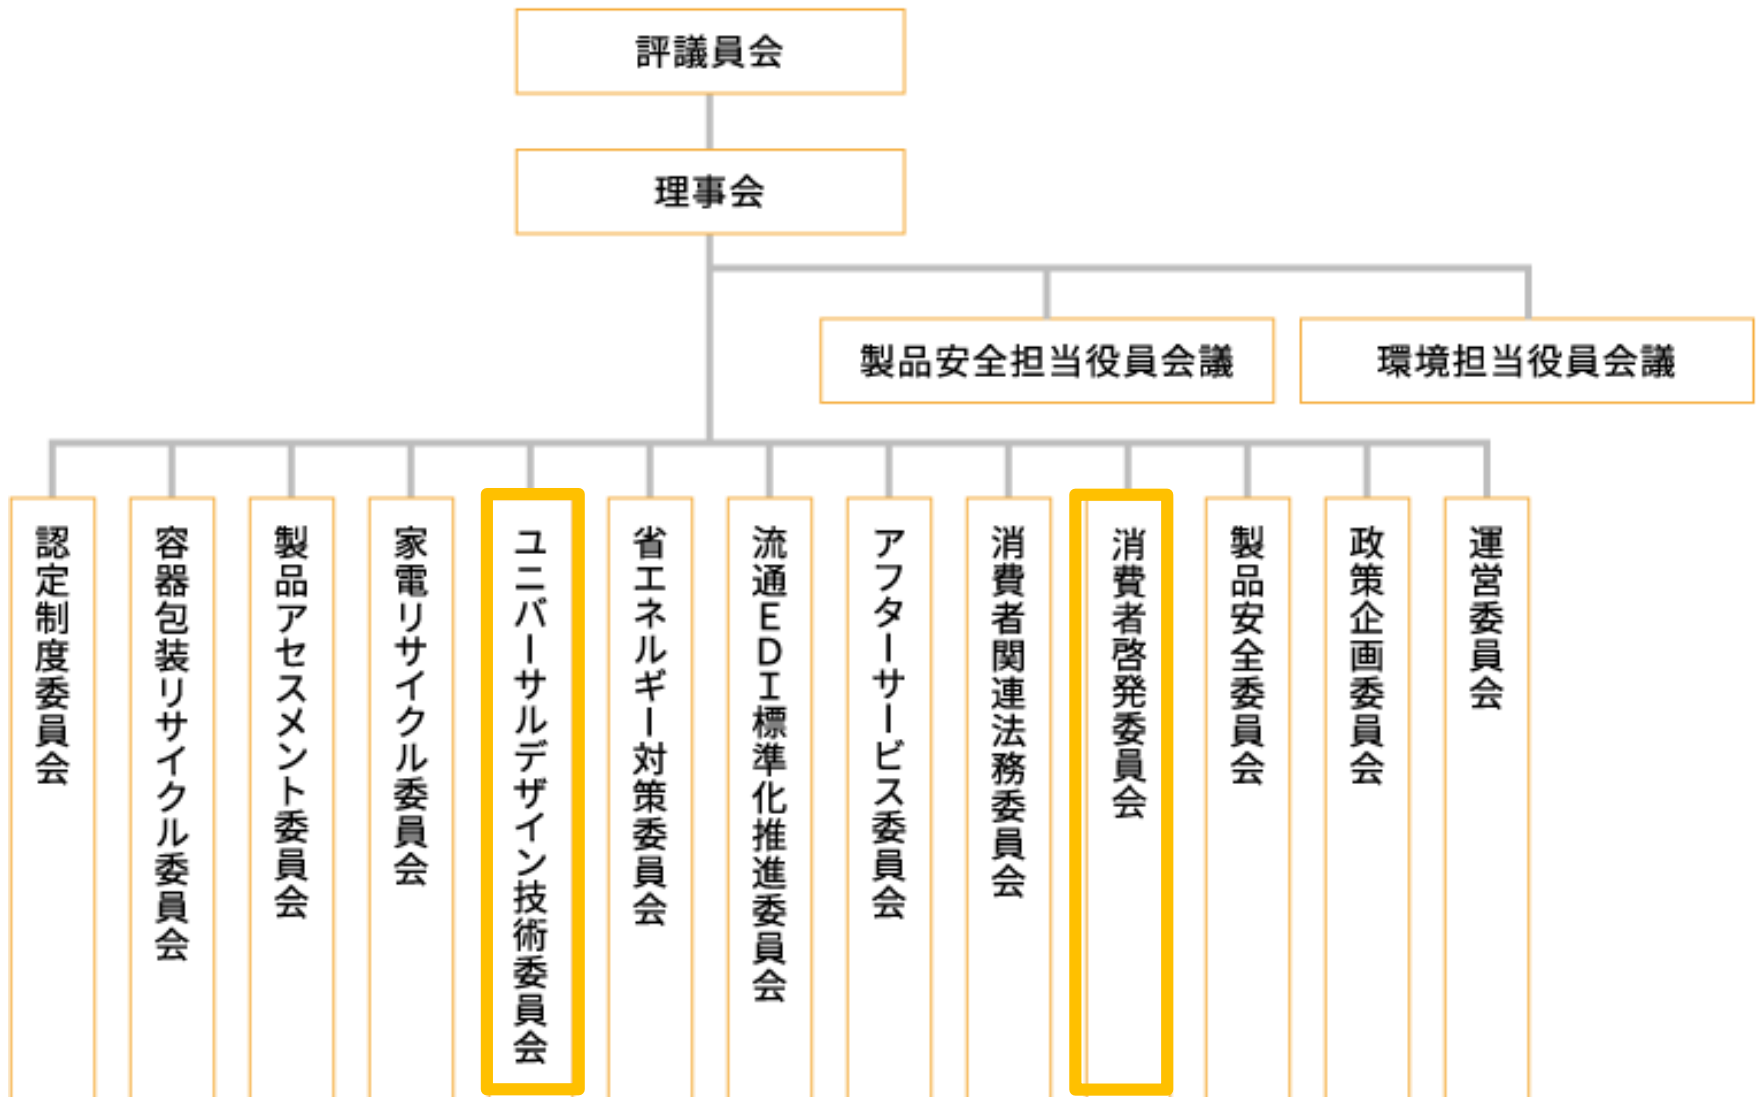 評議員会
理事会
製品安全担当役員会議
環境担当役員会議
認定制度委員会
容器包装リサイクル委員会
製品アセスメント委員会
家電リサイクル委員会
ユニバーサルデザイン技術委員会
省エネルギー対策委員会
流通EDI標準化推進委員会
アフターサービス委員会
消費者関連法務委員会
消費者啓発委員会
製品安全委員会
政策企画委員会
運営委員会